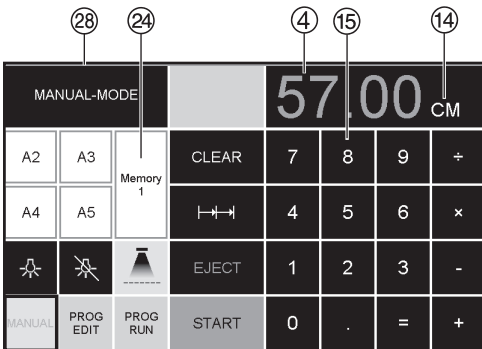 28 24 4 15 14
MANUAL-MODE 57.00 CM
A2 A3 Memory 1 CLEAR 7 8 9 ÷
A4 A5 4 5 6 ×
EJECT 1 2 3 -
MANUAL PROG EDIT PROG RUN START 0 . = +